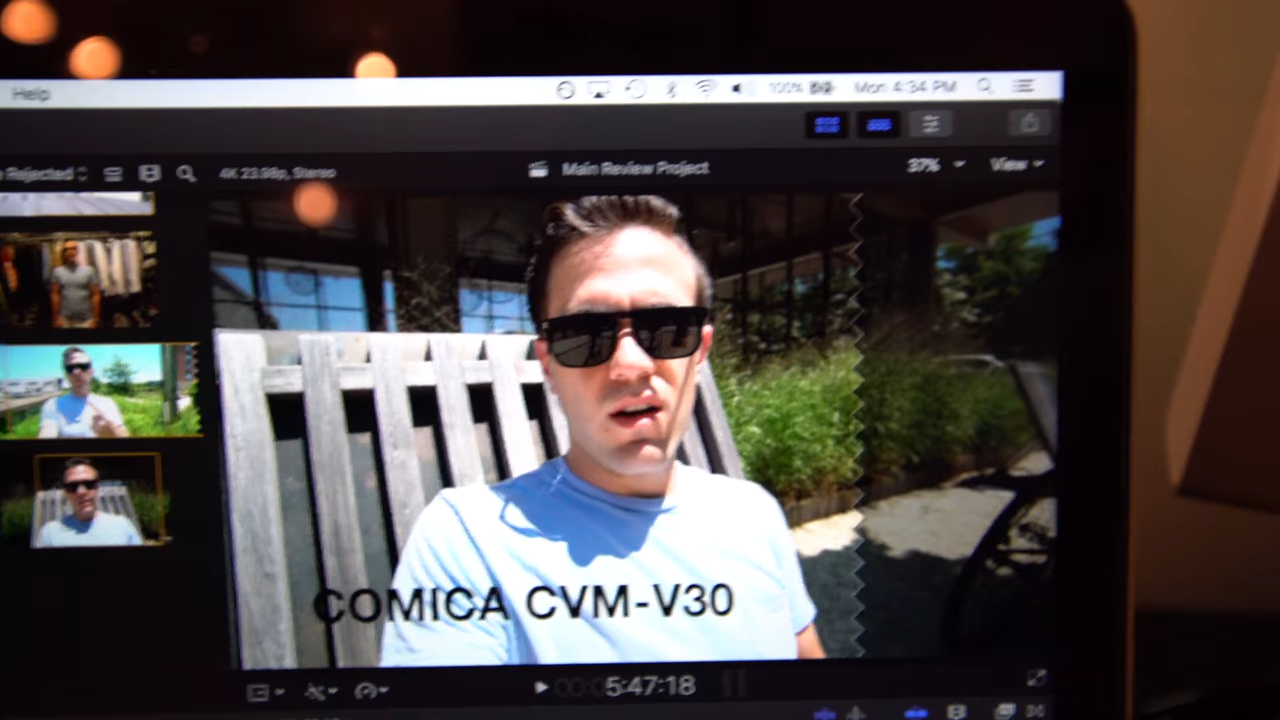 Help
100%
Mon 4:34 PM
Rejected
4K 23.98p, Stereo
Main Review Project
37%
View
COMICA CVM-V30
5:47:18